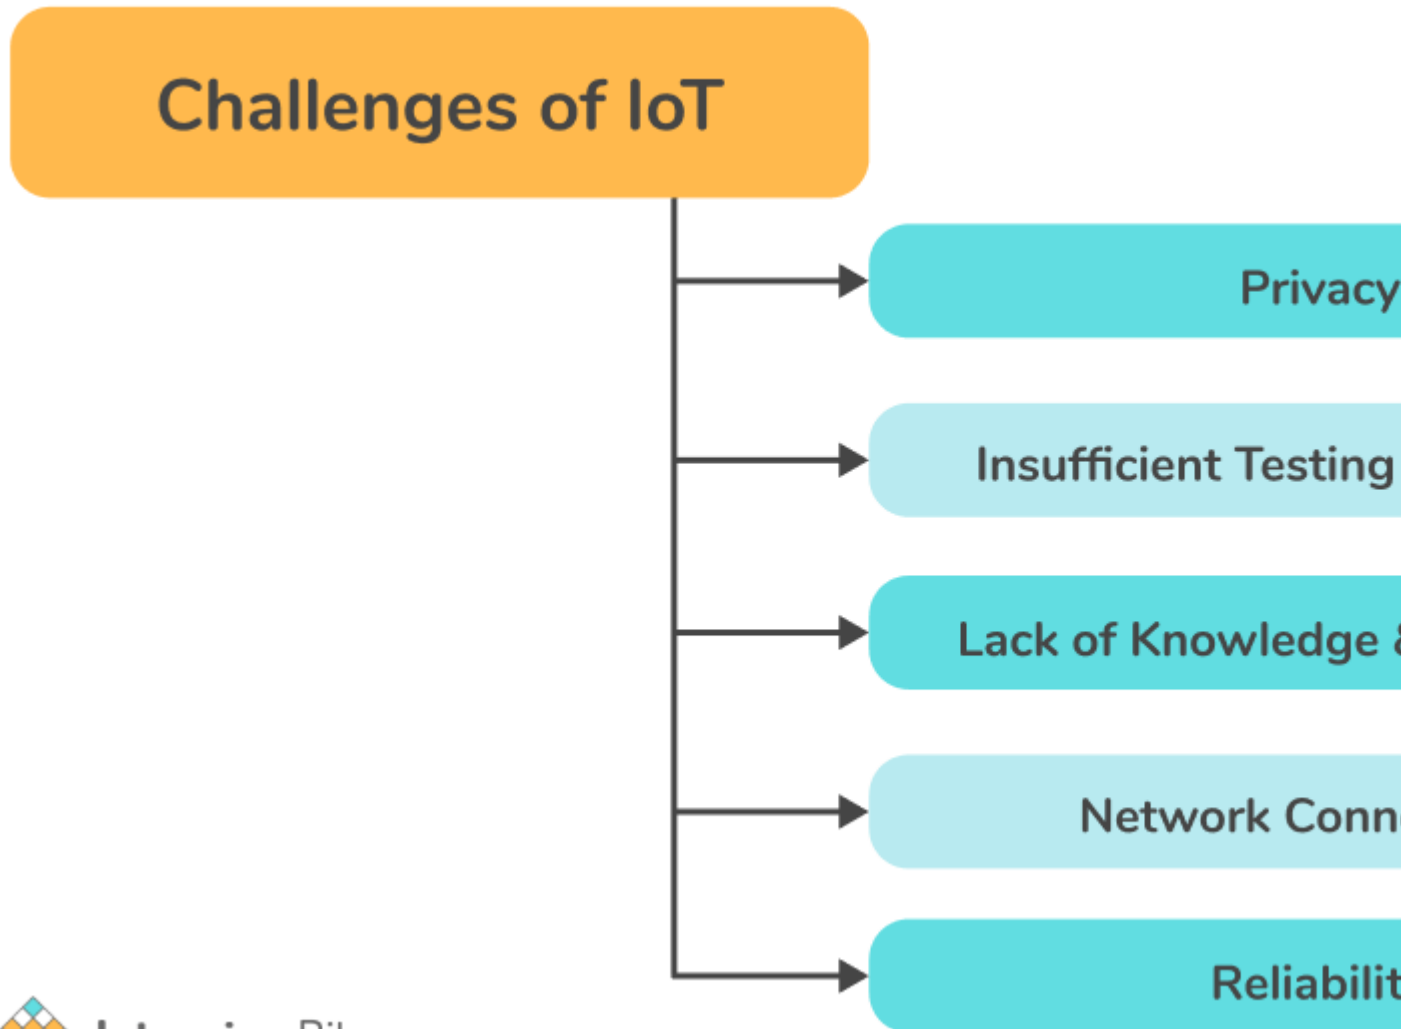 Challenges of IoT
Privacy
Insufficient Testing
Lack of Knowledge
Network Conn
Reliabilit